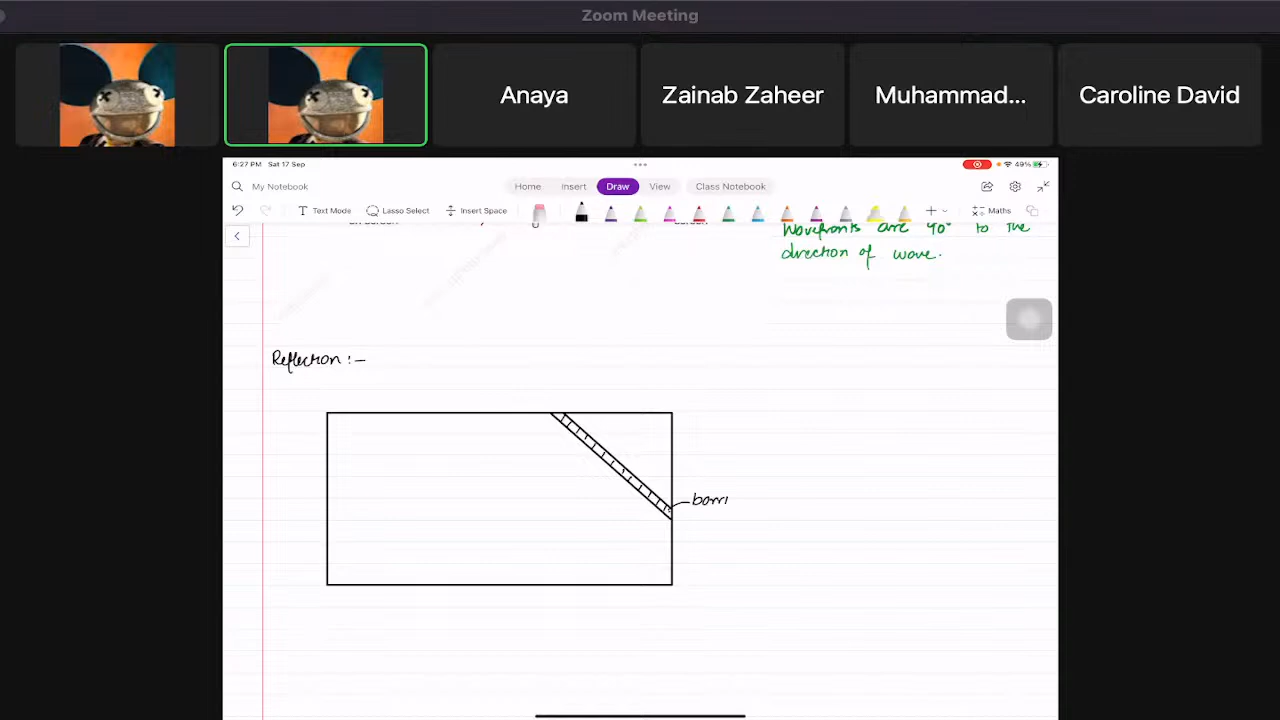 Zoom Meeting
Anaya
Zainab Zaheer
Muhammad...
Caroline David
6:27 PM Sat 17 Sep
49%
My Notebook
Home Insert Draw View Class Notebook
Text Mode Lasso Select Insert Space Maths
Wavefronts are 90° to the
direction of wave.
Reflection :-
barri